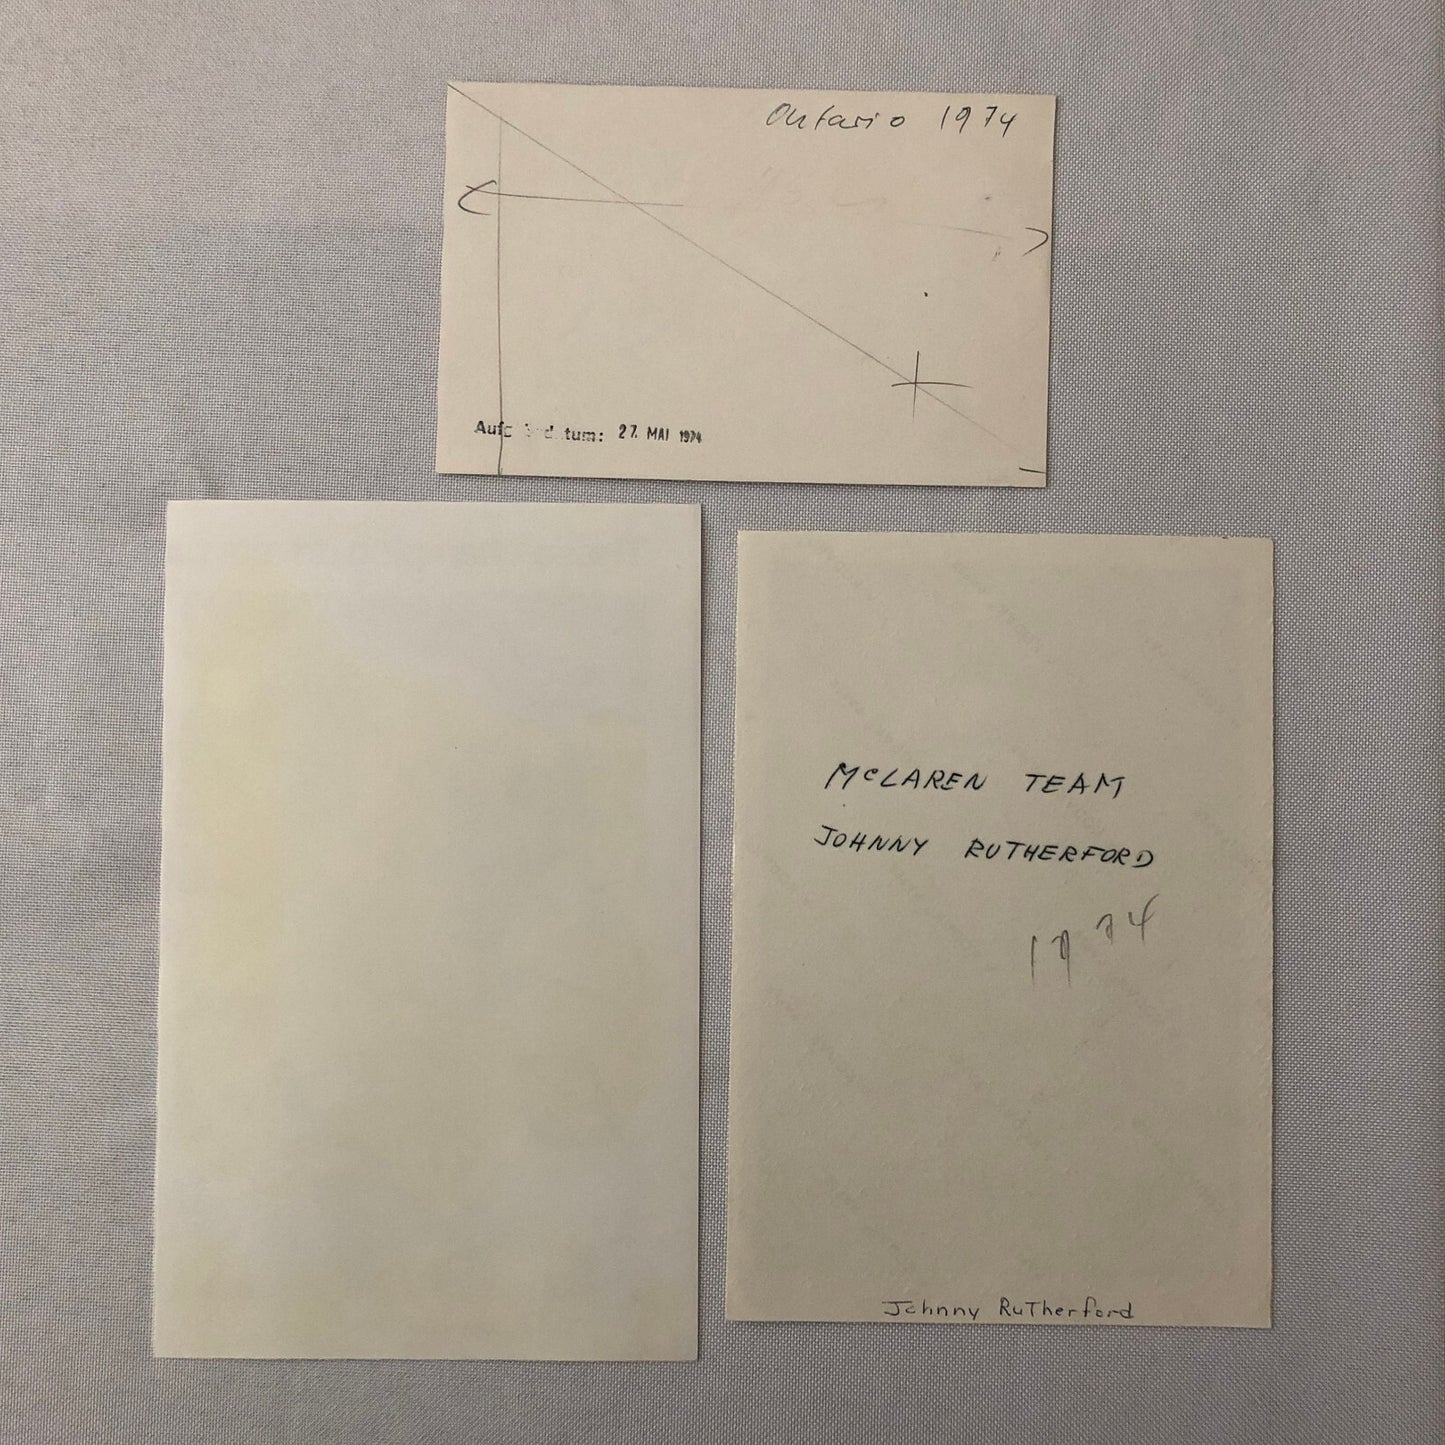 Ontario 1974
27. MAI 1974
McLAREN TEAM
JOHNNY RUTHERFORD
1974
Johnny RuTherford